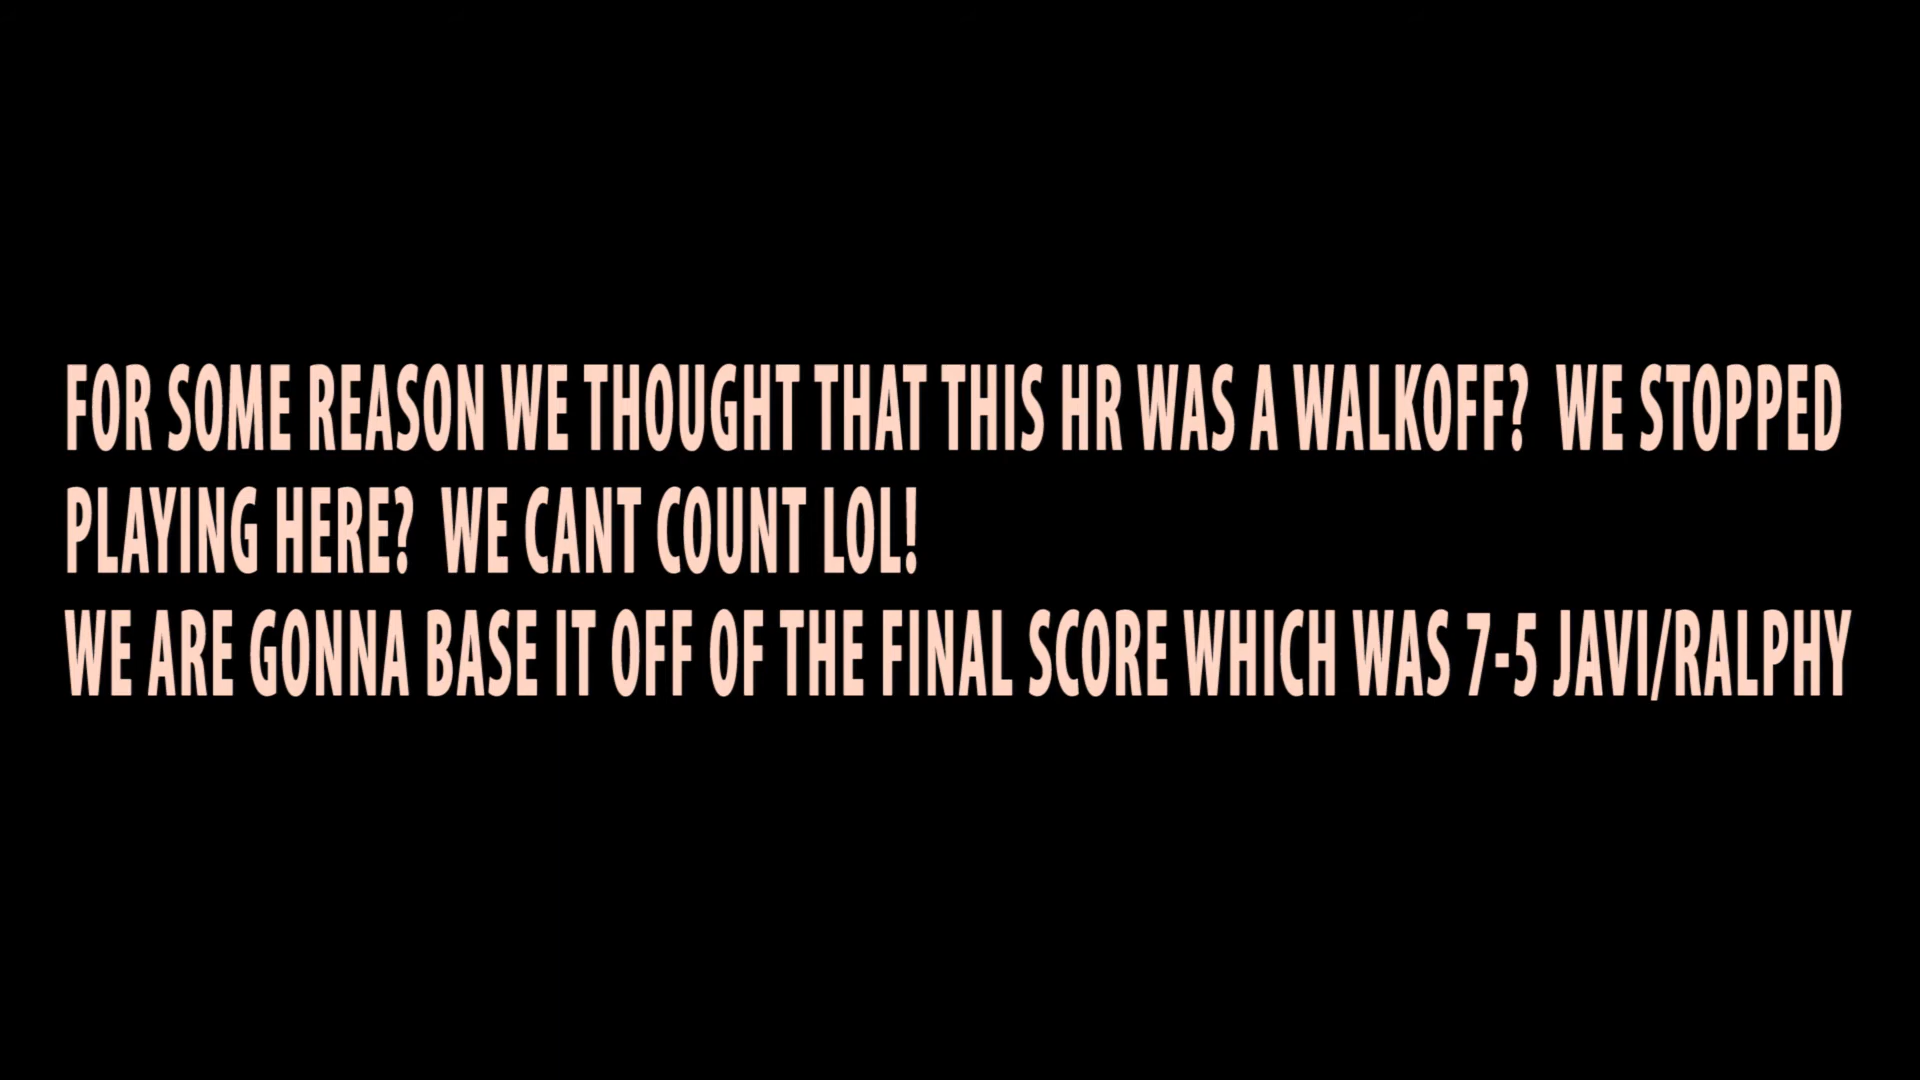 FOR SOME REASON WE THOUGHT THAT THIS HR WAS A WALKOFF?  WE STOPPED
PLAYING HERE?  WE CANT COUNT LOL!
WE ARE GONNA BASE IT OFF OF THE FINAL SCORE WHICH WAS 7-5 JAVI/RALPHY